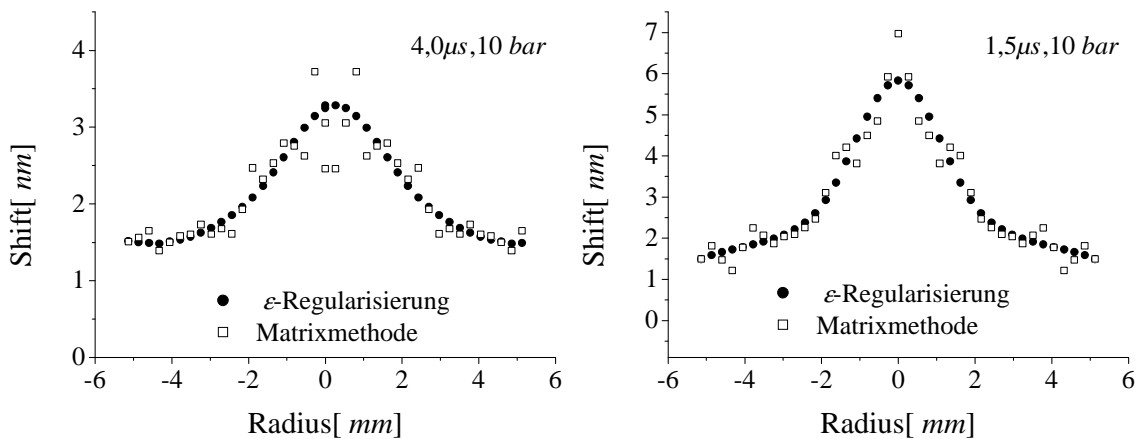 4,0μs,10 bar
4
3
2
1
0
Shift[ nm]
ε-Regularisierung
Matrixmethode
-6 -4 -2 0 2 4 6
Radius[ mm]
1,5μs,10 bar
7
6
5
4
3
2
1
0
Shift[ nm]
ε-Regularisierung
Matrixmethode
-6 -4 -2 0 2 4 6
Radius[ mm]